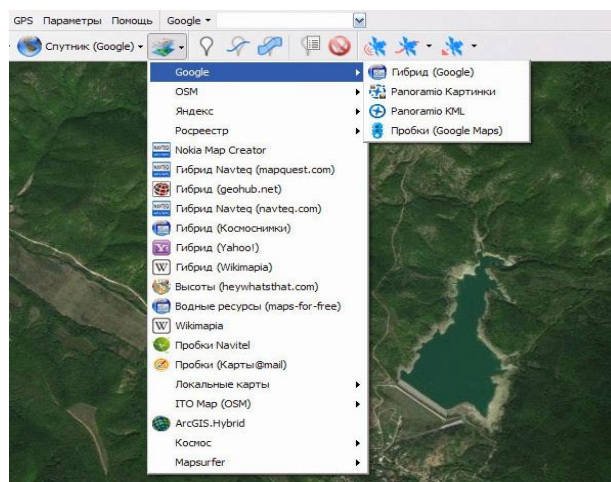 GPS Параметры Помощь Google
Спутник (Google)
Google
OSM
Яндекс
Росреестр
Nokia Map Creator
Гибрид Navteq (mapquest.com)
Гибрид (geohub.net)
Гибрид Navteq (navteq.com)
Гибрид (Космоснимки)
Гибрид (Yahoo!)
Гибрид (Wikimapia)
Высоты (heywhatsthat.com)
Водные ресурсы (maps-for-free)
Wikimapia
Пробки Navitel
Пробки (Карты@mail)
Локальные карты
ITO Map (OSM)
ArcGIS.Hybrid
Космос
Mapsurfer
Гибрид (Google)
Panoramio Картинки
Panoramio KML
Пробки (Google Maps)